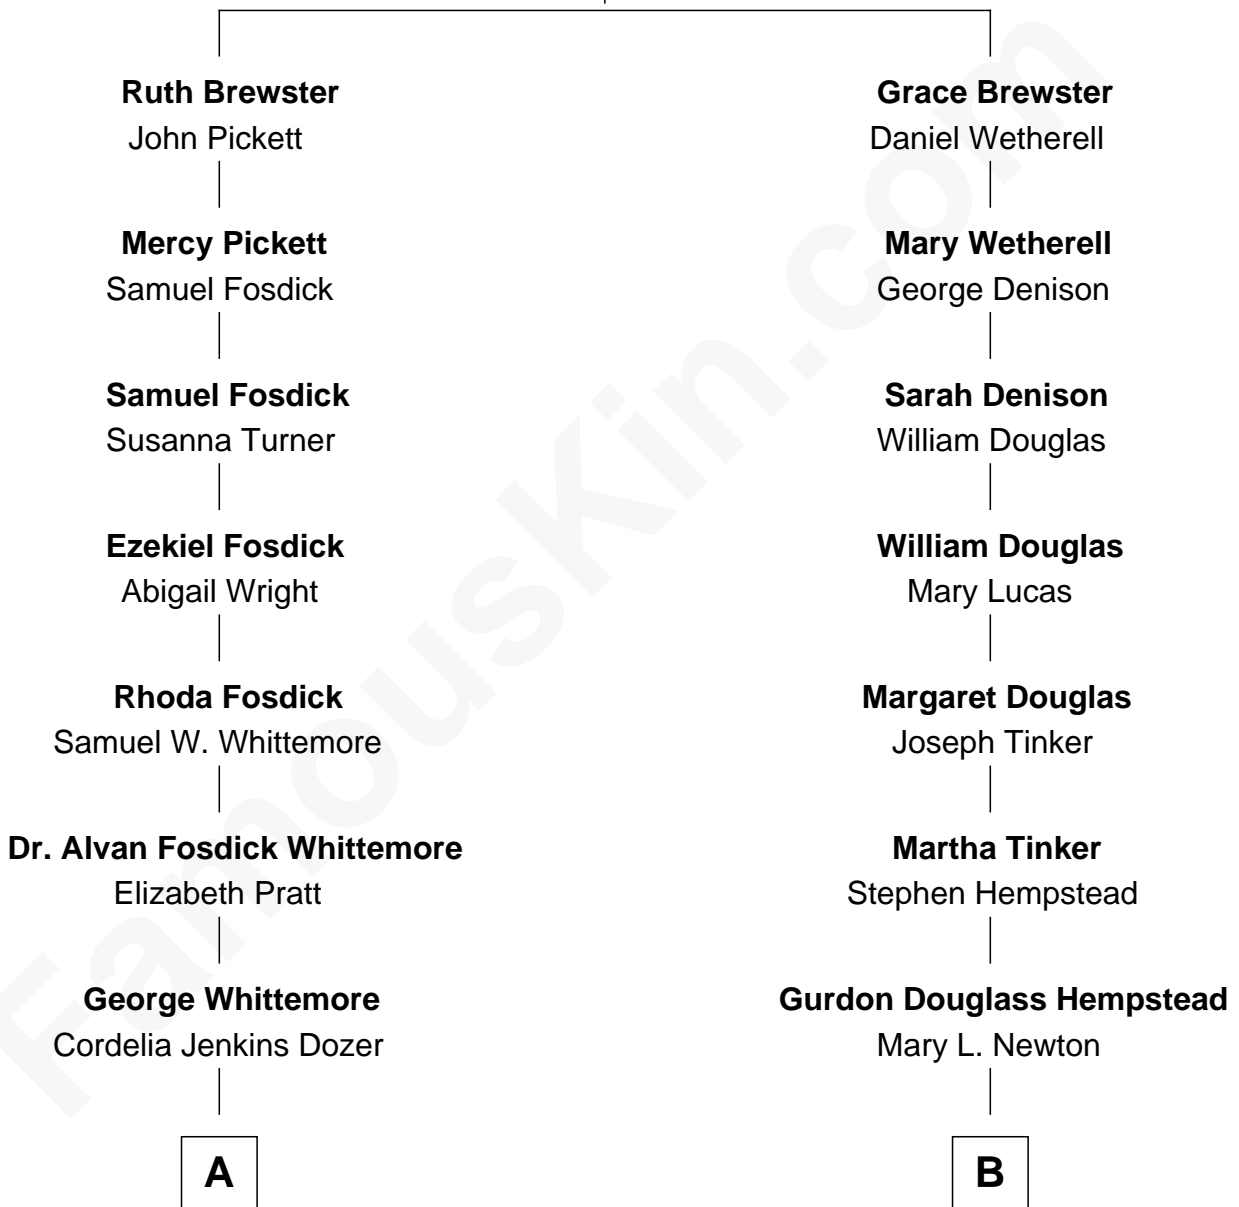 Ruth Brewster
John Pickett
Mercy Pickett
Samuel Fosdick
Samuel Fosdick
Susanna Turner
Ezekiel Fosdick
Abigail Wright
Rhoda Fosdick
Samuel W. Whittemore
Dr. Alvan Fosdick Whittemore
Elizabeth Pratt
George Whittemore
Cordelia Jenkins Dozer
A
Grace Brewster
Daniel Wetherell
Mary Wetherell
George Denison
Sarah Denison
William Douglas
William Douglas
Mary Lucas
Margaret Douglas
Joseph Tinker
Martha Tinker
Stephen Hempstead
Gurdon Douglass Hempstead
Mary L. Newton
B
FamousKin.com